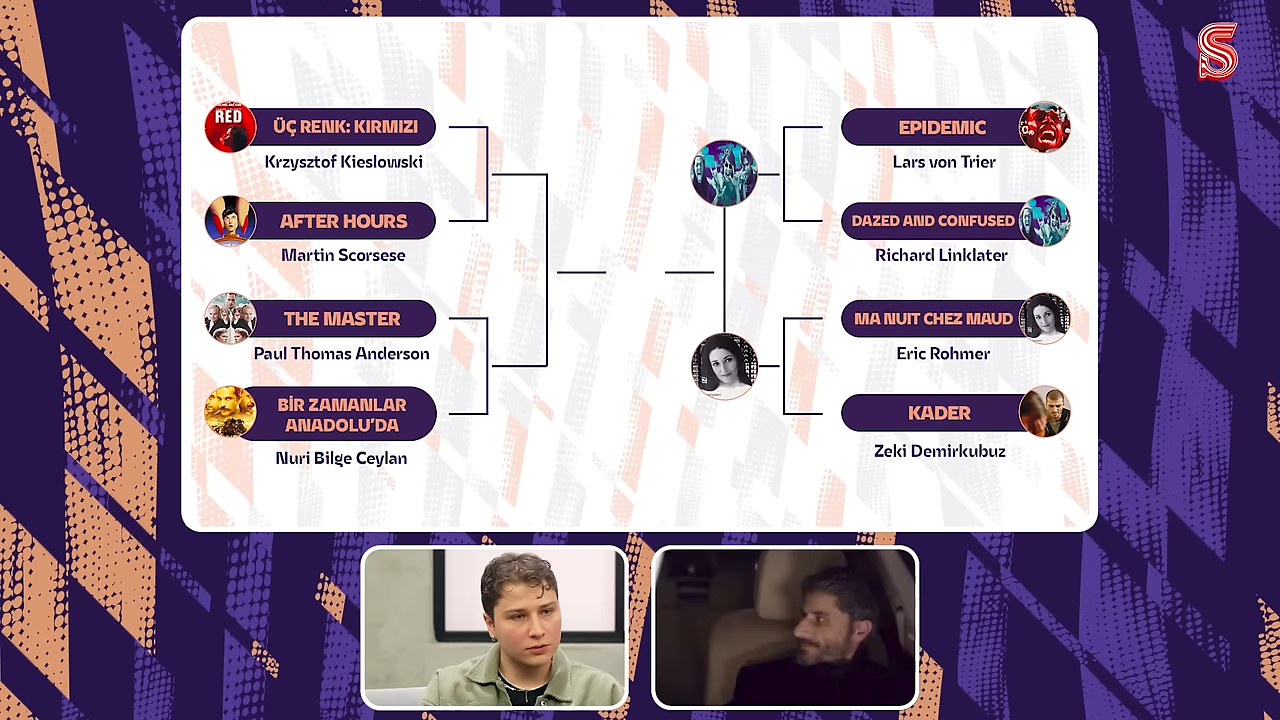 RED
ÜÇ RENK: KIRMIZI
Krzysztof Kieslowski
AFTER HOURS
Martin Scorsese
THE MASTER
Paul Thomas Anderson
BİR ZAMANLAR
ANADOLU'DA
Nuri Bilge Ceylan
EPIDEMIC
Lars von Trier
DAZED AND CONFUSED
Richard Linklater
MA NUIT CHEZ MAUD
Eric Rohmer
KADER
Zeki Demirkubuz
S